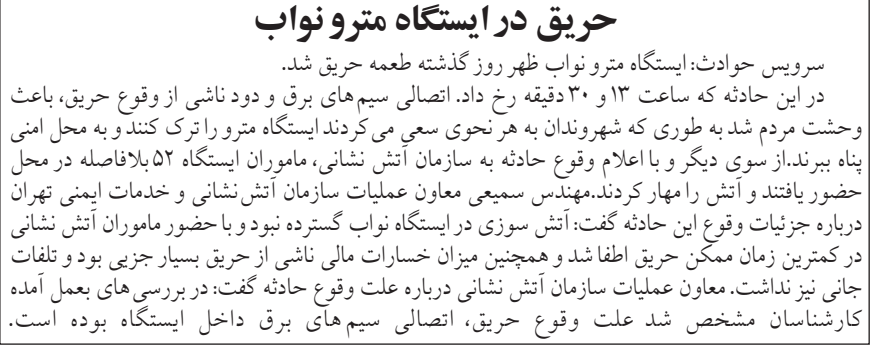 حریق در ایستگاه مترو نواب
سرویس حوادث: ایستگاه مترو نواب ظهر روز گذشته طعمه حریق شد.
در این حادثه که ساعت ۱۳ و ۳۰ دقیقه رخ داد. اتصالی سیم‌های برق و دود ناشی از وقوع حریق، باعث
وحشت مردم شد به طوری که شهروندان به هر نحوی سعی می‌کردند ایستگاه مترو را ترک کنند و به محل امنی
پناه ببرند.از سوی دیگر و با اعلام وقوع حادثه به سازمان آتش نشانی، ماموران ایستگاه ۵۲ بلافاصله در محل
حضور یافتند و آتش را مهار کردند.مهندس سمیعی معاون عملیات سازمان آتش‌نشانی و خدمات ایمنی تهران
درباره جزئیات وقوع این حادثه گفت: آتش سوزی در ایستگاه نواب گسترده نبود و با حضور ماموران آتش نشانی
در کمترین زمان ممکن حریق اطفا شد و همچنین میزان خسارات مالی ناشی از حریق بسیار جزیی بود و تلفات
جانی نیز نداشت. معاون عملیات سازمان آتش نشانی درباره علت وقوع حادثه گفت: در بررسی‌های بعمل آمده
کارشناسان مشخص شد علت وقوع حریق، اتصالی سیم‌های برق داخل ایستگاه بوده است.